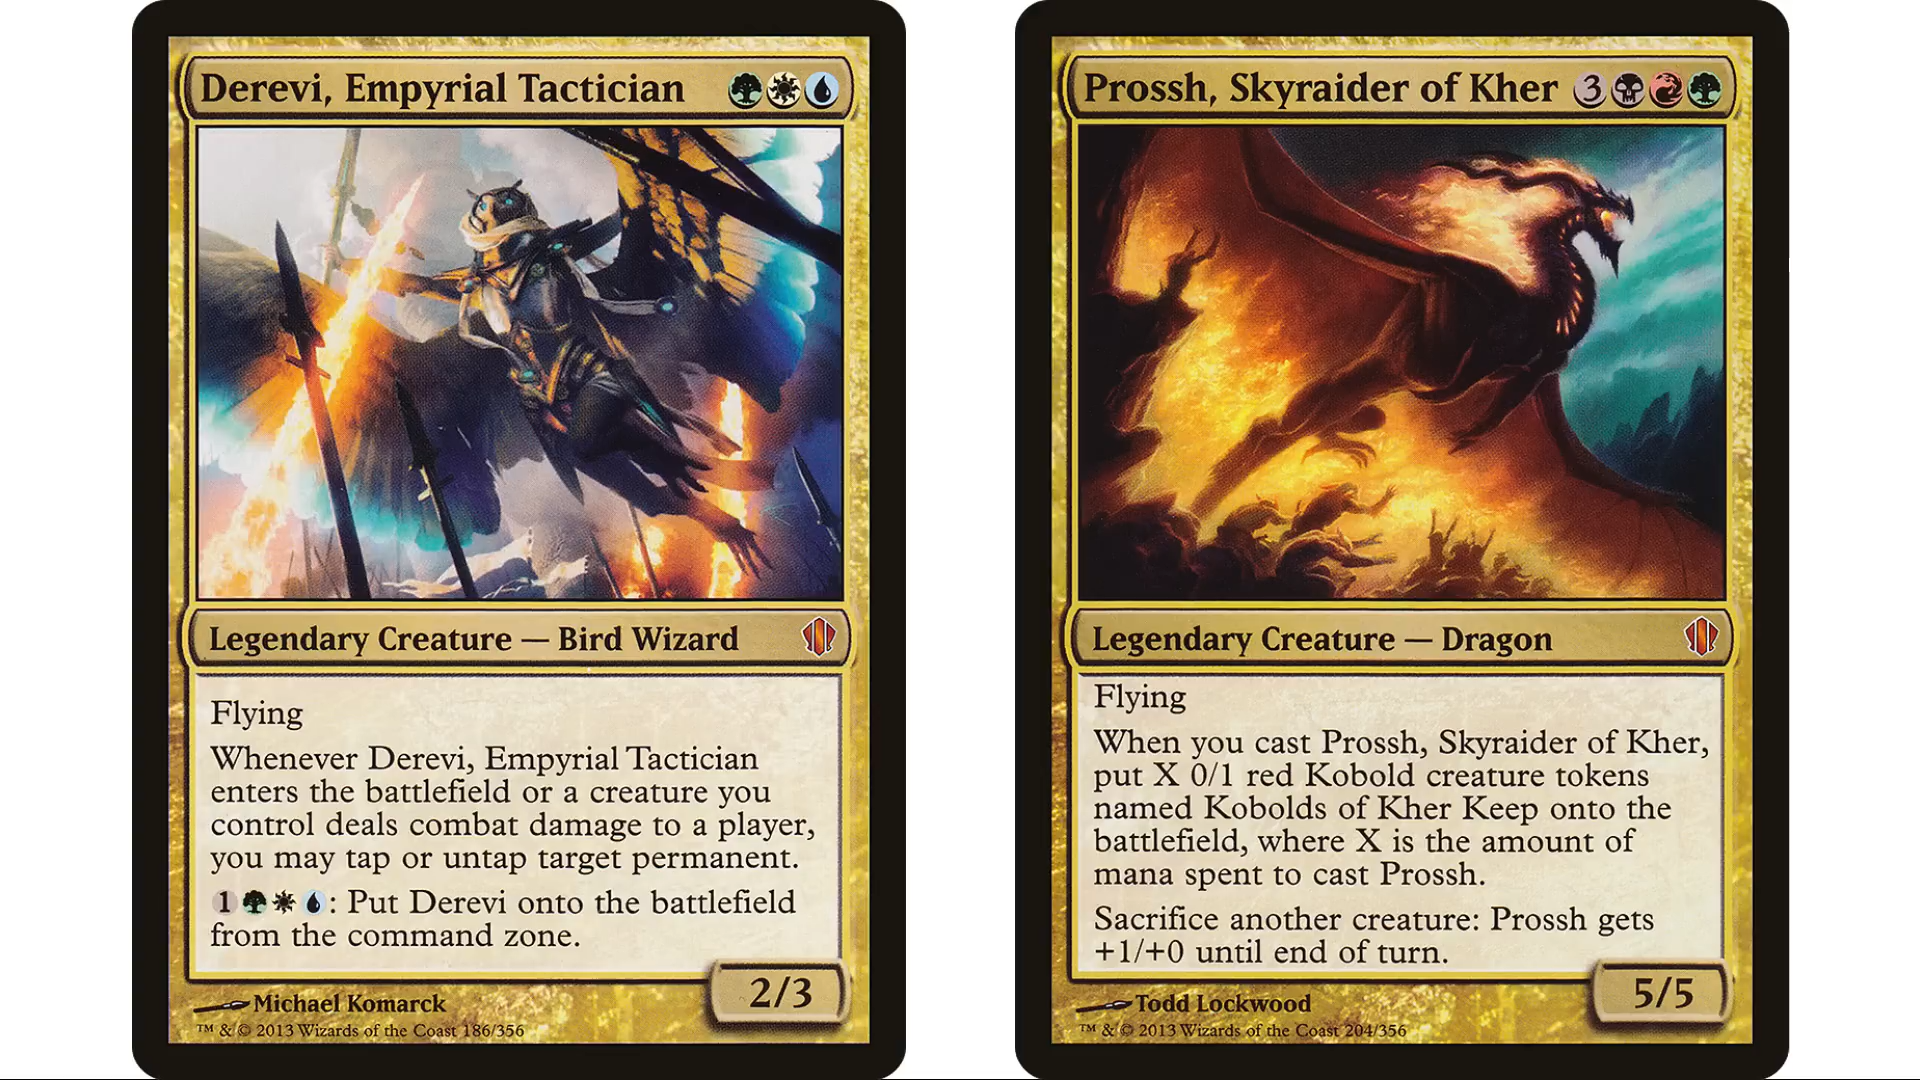 Derevi, Empyrial Tactician
Legendary Creature — Bird Wizard
Flying
Whenever Derevi, Empyrial Tactician
enters the battlefield or a creature you
control deals combat damage to a player,
you may tap or untap target permanent.
1 : Put Derevi onto the battlefield
from the command zone.
2/3
Michael Komarck
™ & © 2013 Wizards of the Coast 186/356
Prossh, Skyraider of Kher 3
Legendary Creature — Dragon
Flying
When you cast Prossh, Skyraider of Kher,
put X 0/1 red Kobold creature tokens
named Kobolds of Kher Keep onto the
battlefield, where X is the amount of
mana spent to cast Prossh.
Sacrifice another creature: Prossh gets
+1/+0 until end of turn.
5/5
Todd Lockwood
™ & © 2013 Wizards of the Coast 204/356